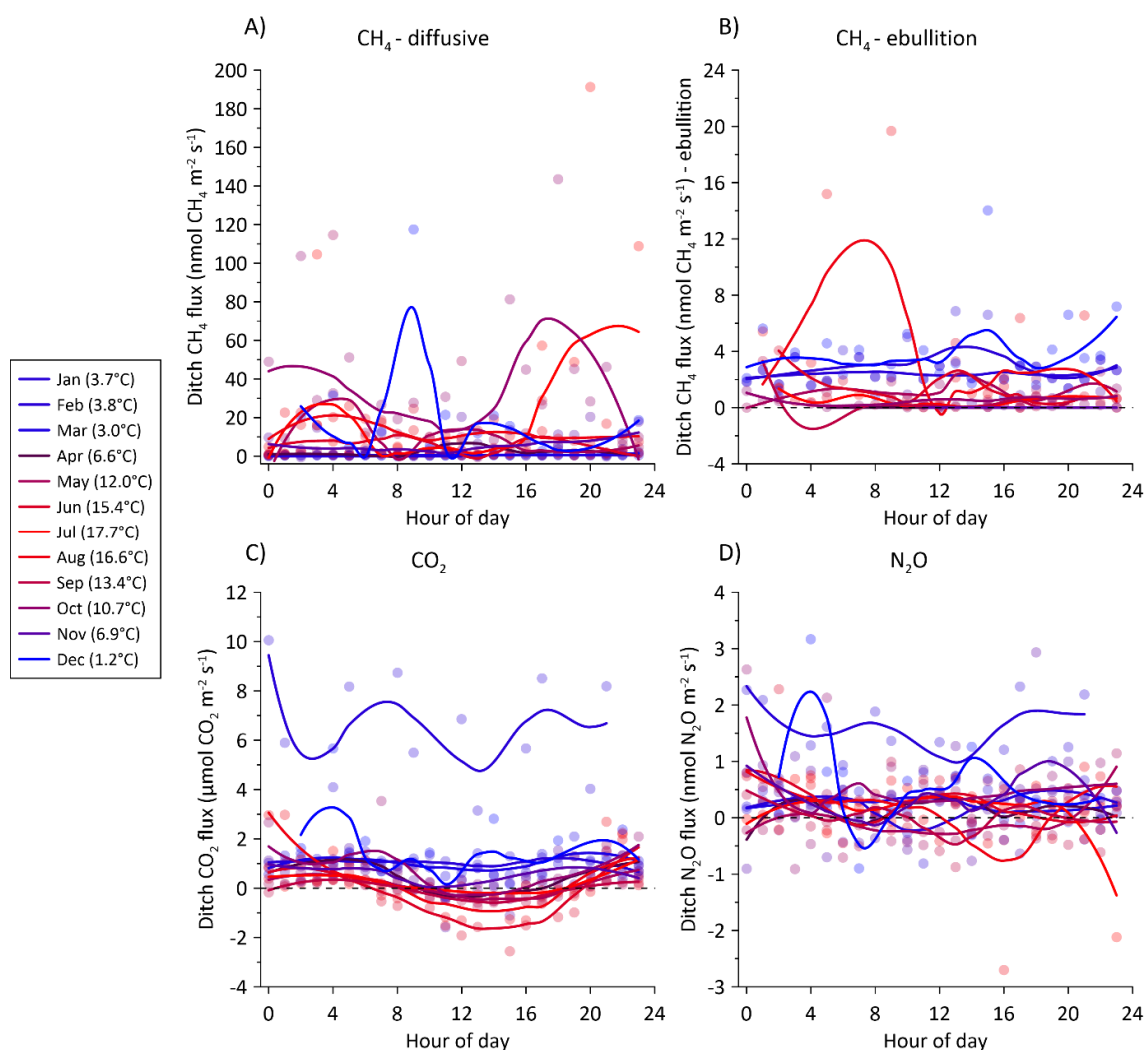 A)
CH₄ - diffusive
200
180
160
140
120
100
80
60
40
20
0
Ditch CH₄ flux (nmol CH₄ m⁻² s⁻¹)
0 4 8 12 16 20 24
Hour of day
B)
CH₄ - ebullition
24
20
16
12
8
4
0
-4
Ditch CH₄ flux (nmol CH₄ m⁻² s⁻¹) - ebullition
0 4 8 12 16 20 24
Hour of day
Jan (3.7°C)
Feb (3.8°C)
Mar (3.0°C)
Apr (6.6°C)
May (12.0°C)
Jun (15.4°C)
Jul (17.7°C)
Aug (16.6°C)
Sep (13.4°C)
Oct (10.7°C)
Nov (6.9°C)
Dec (1.2°C)
C)
CO₂
12
10
8
6
4
2
0
-2
-4
Ditch CO₂ flux (µmol CO₂ m⁻² s⁻¹)
0 4 8 12 16 20 24
Hour of day
D)
N₂O
4
3
2
1
0
-1
-2
-3
Ditch N₂O flux (nmol N₂O m⁻² s⁻¹)
0 4 8 12 16 20 24
Hour of day